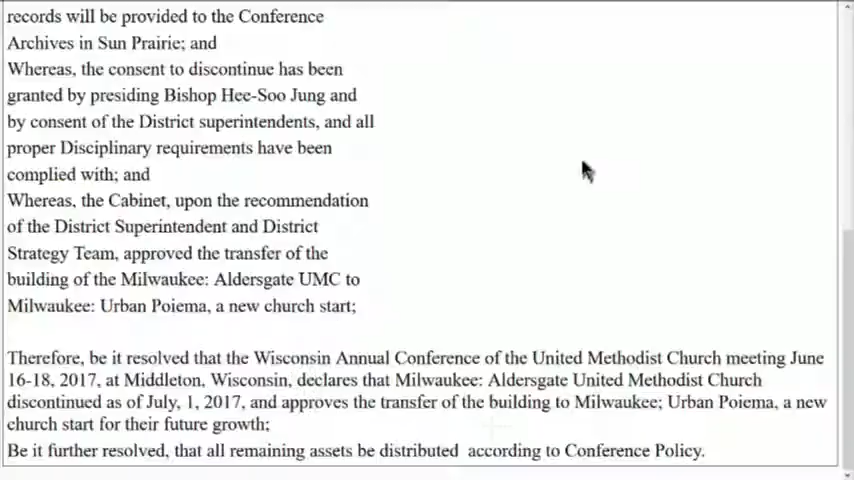 records will be provided to the Conference
Archives in Sun Prairie; and
Whereas, the consent to discontinue has been
granted by presiding Bishop Hee-Soo Jung and
by consent of the District superintendents, and all
proper Disciplinary requirements have been
complied with; and
Whereas, the Cabinet, upon the recommendation
of the District Superintendent and District
Strategy Team, approved the transfer of the
building of the Milwaukee: Aldersgate UMC to
Milwaukee: Urban Poiema, a new church start;
Therefore, be it resolved that the Wisconsin Annual Conference of the United Methodist Church meeting June
16-18, 2017, at Middleton, Wisconsin, declares that Milwaukee: Aldersgate United Methodist Church
discontinued as of July, 1, 2017, and approves the transfer of the building to Milwaukee; Urban Poiema, a new
church start for their future growth;
Be it further resolved, that all remaining assets be distributed  according to Conference Policy.